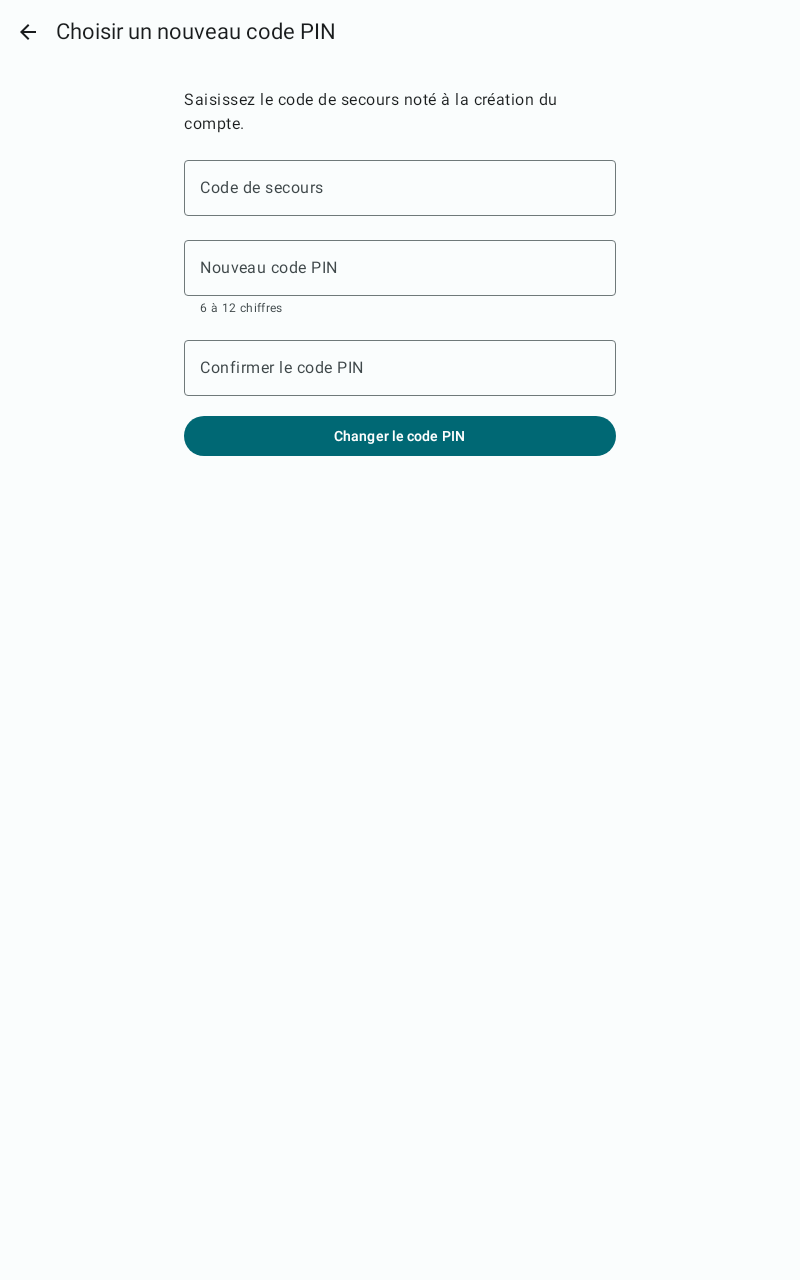 Choisir un nouveau code PIN
Saisissez le code de secours noté à la création du
compte.
Code de secours
Nouveau code PIN
6 à 12 chiffres
Confirmer le code PIN
Changer le code PIN